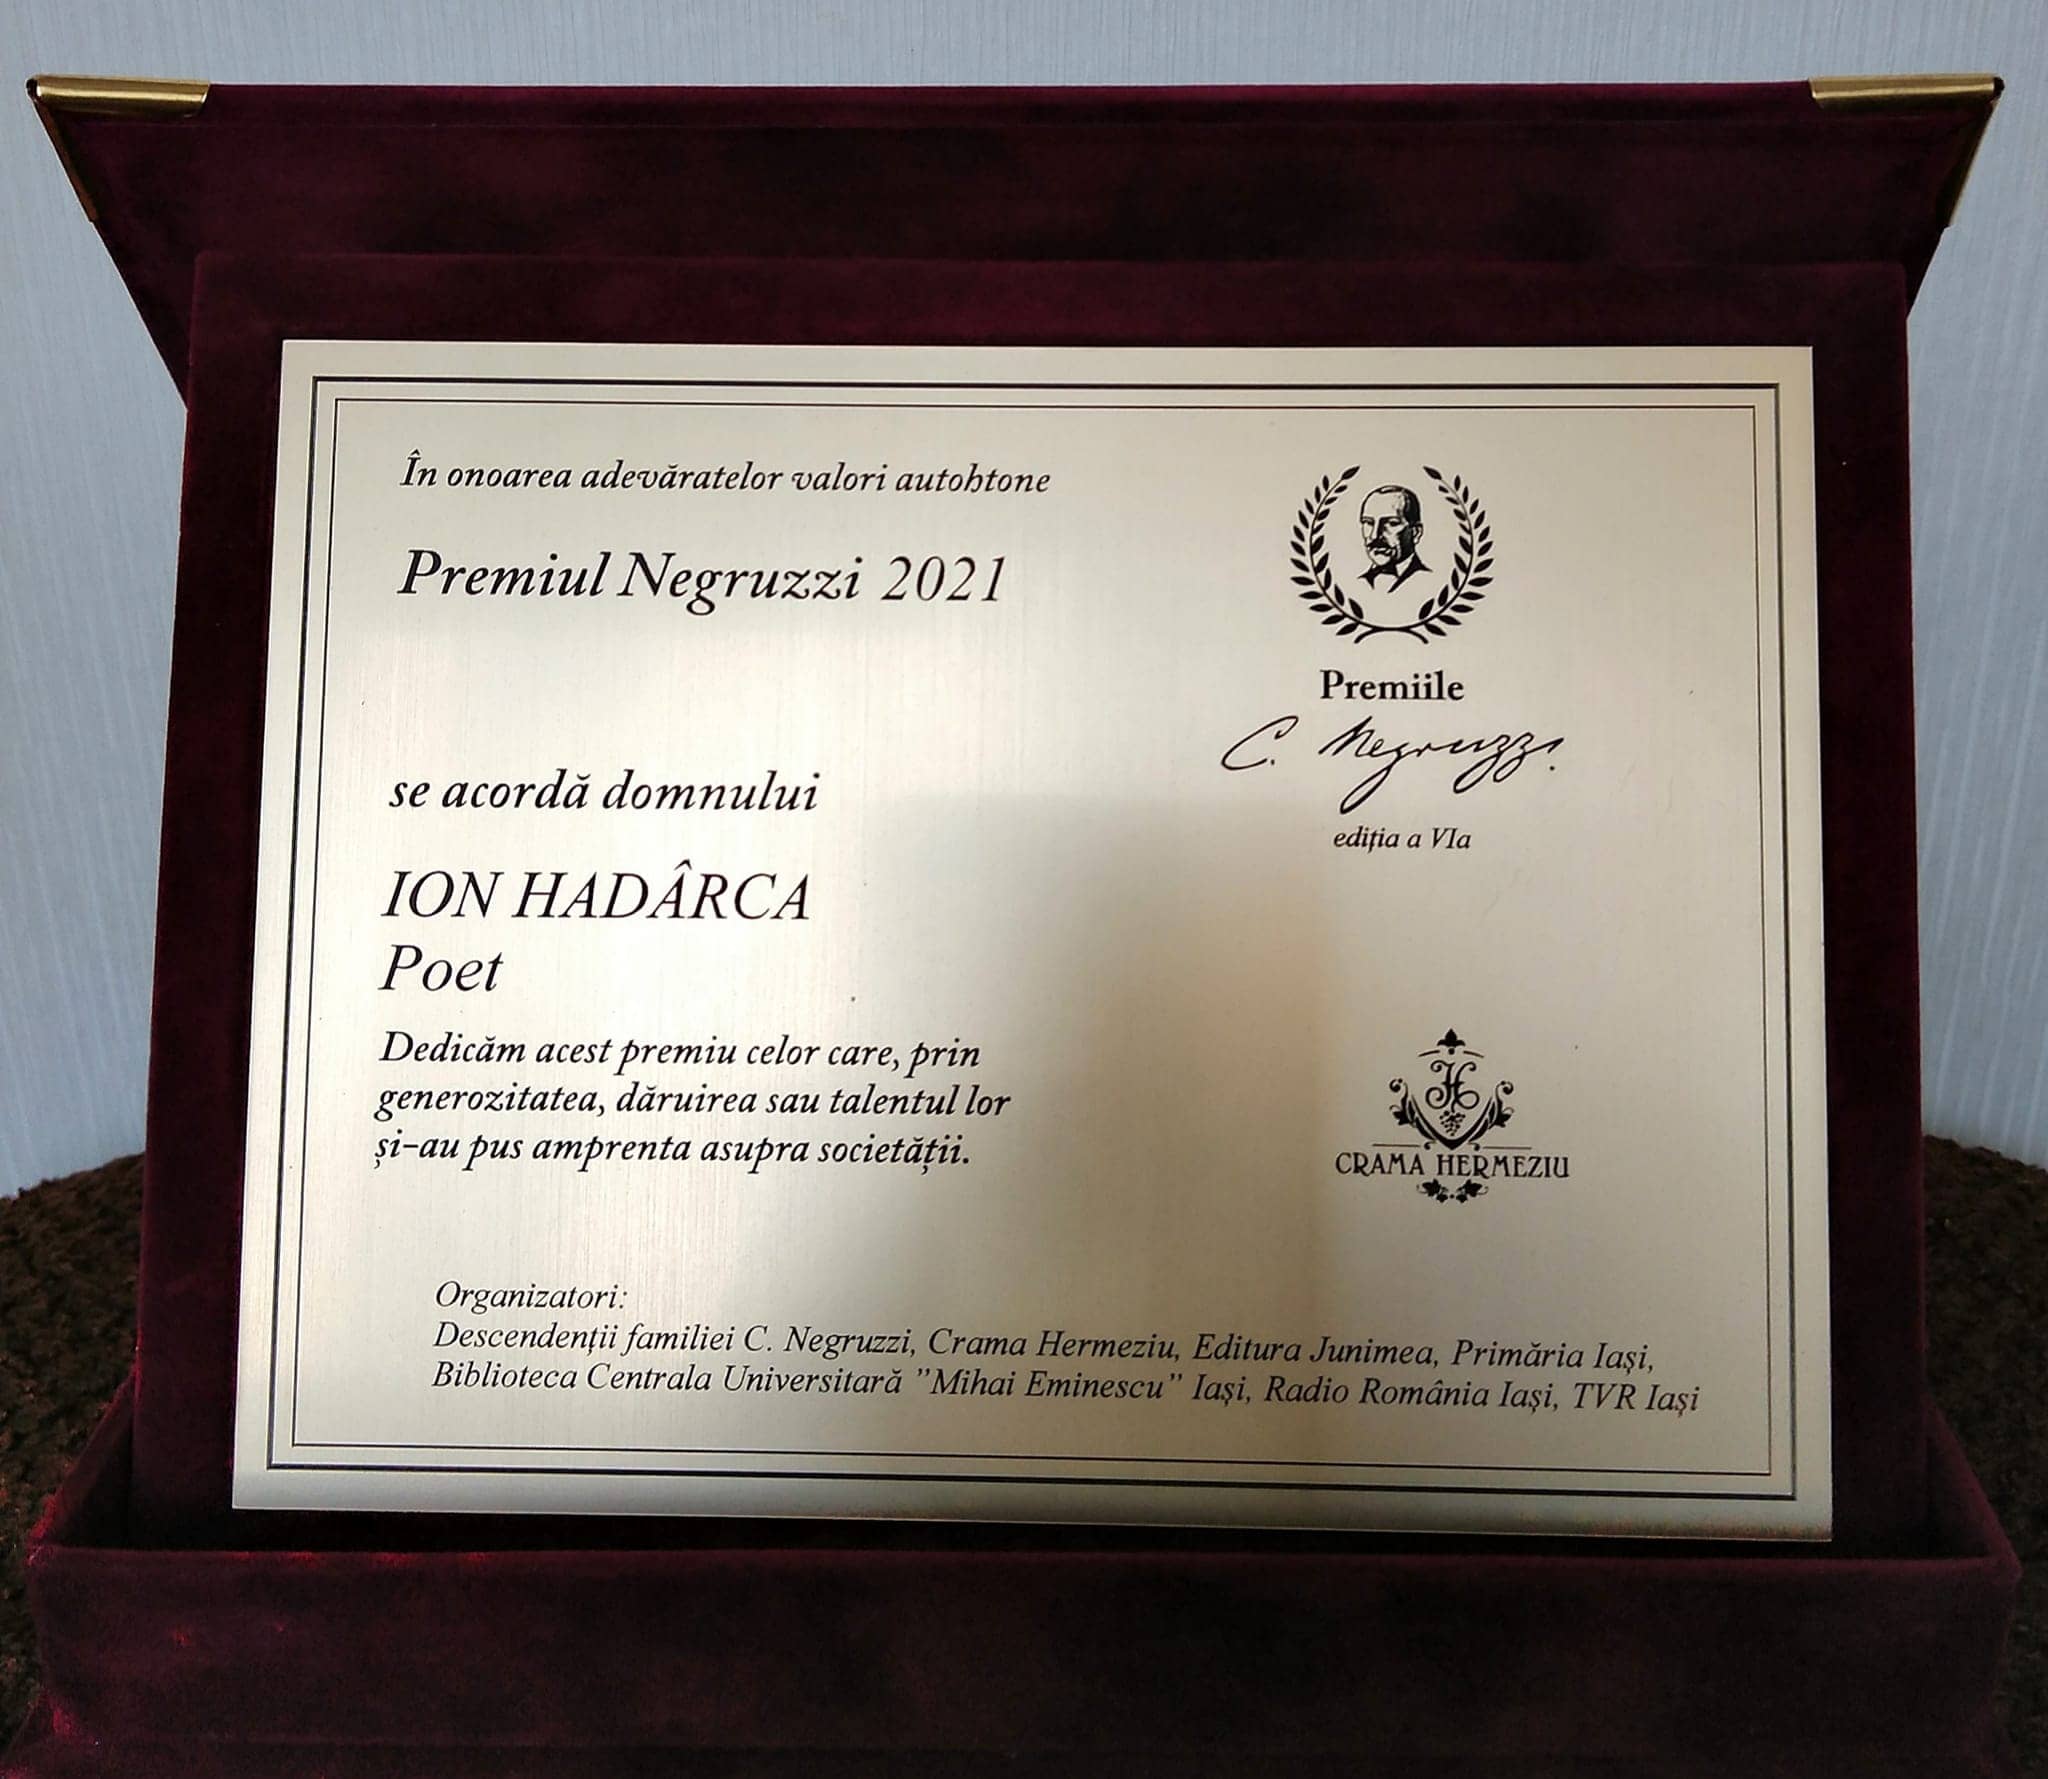 În onoarea adevăratelor valori autohtone
Premiul Negruzzi 2021
Premiile
C. Negruzzi.
ediția a VIa
se acordă domnului
ION HADÂRCA
Poet
Dedicăm acest premiu celor care, prin
generozitatea, dăruirea sau talentul lor
și-au pus amprenta asupra societății.
H
CRAMA HERMEZIU
Organizatori:
Descendenții familiei C. Negruzzi, Crama Hermeziu, Editura Junimea, Primăria Iași,
Biblioteca Centrala Universitară ”Mihai Eminescu” Iași, Radio România Iași, TVR Iași